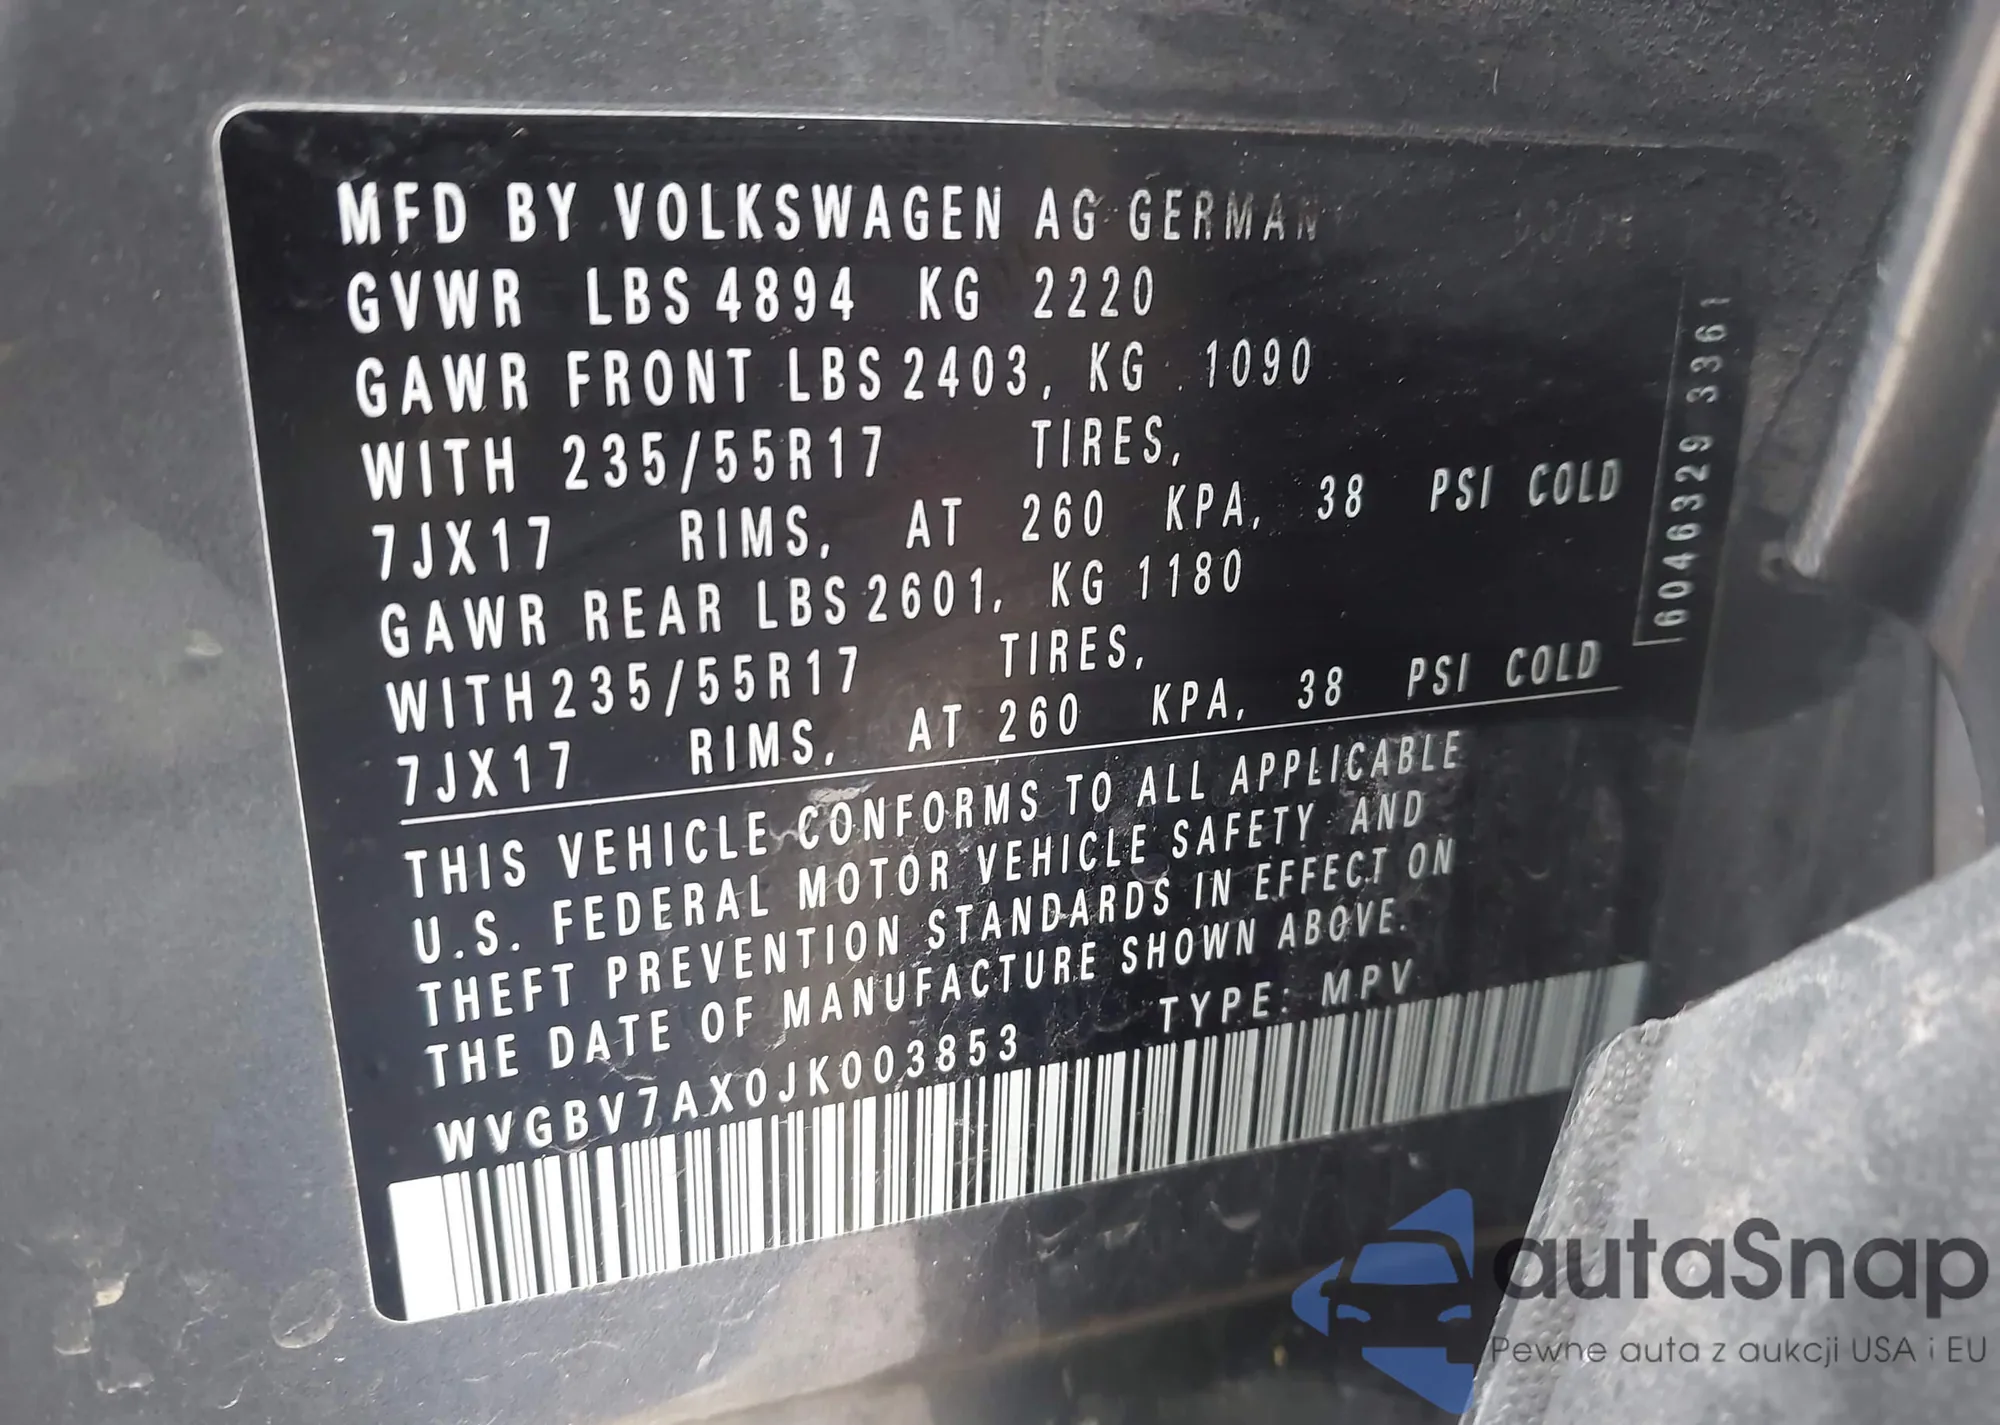 MFD BY VOLKSWAGEN AG GERMAN
GVWR LBS 4894 KG 2220
GAWR FRONT LBS 2403, KG 1090
WITH 235/55R17 TIRES,
7JX17 RIMS, AT 260 KPA, 38 PSI COLD
GAWR REAR LBS 2601, KG 1180
WITH 235/55R17 TIRES,
7JX17 RIMS, AT 260 KPA, 38 PSI COLD
6046329 3361
THIS VEHICLE CONFORMS TO ALL APPLICABLE
U.S. FEDERAL MOTOR VEHICLE SAFETY AND
THEFT PREVENTION STANDARDS IN EFFECT ON
THE DATE OF MANUFACTURE SHOWN ABOVE.
WVGBV7AX0JK003853 TYPE: MPV
autaSnap
Pewne auta z aukcji USA i EU